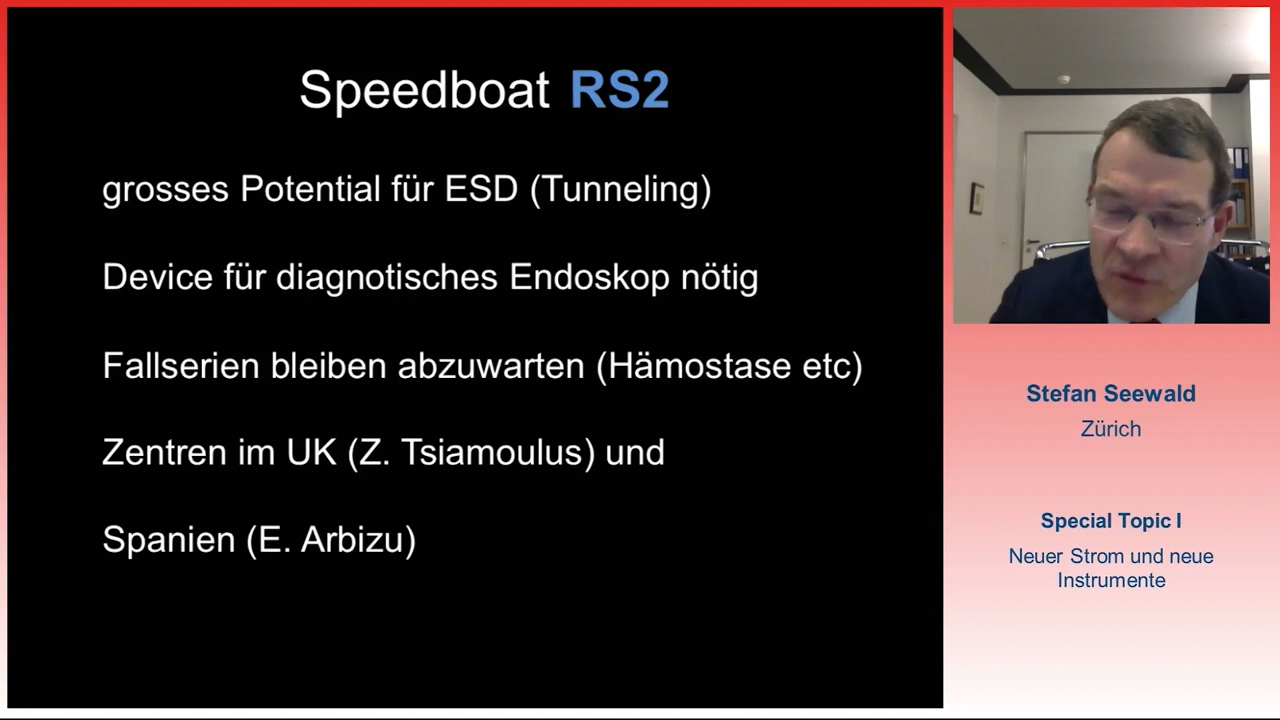 Speedboat RS2
grosses Potential für ESD (Tunneling)
Device für diagnotisches Endoskop nötig
Fallserien bleiben abzuwarten (Hämostase etc)
Zentren im UK (Z. Tsiamoulus) und
Spanien (E. Arbizu)
Stefan Seewald
Zürich
Special Topic I
Neuer Strom und neue
Instrumente